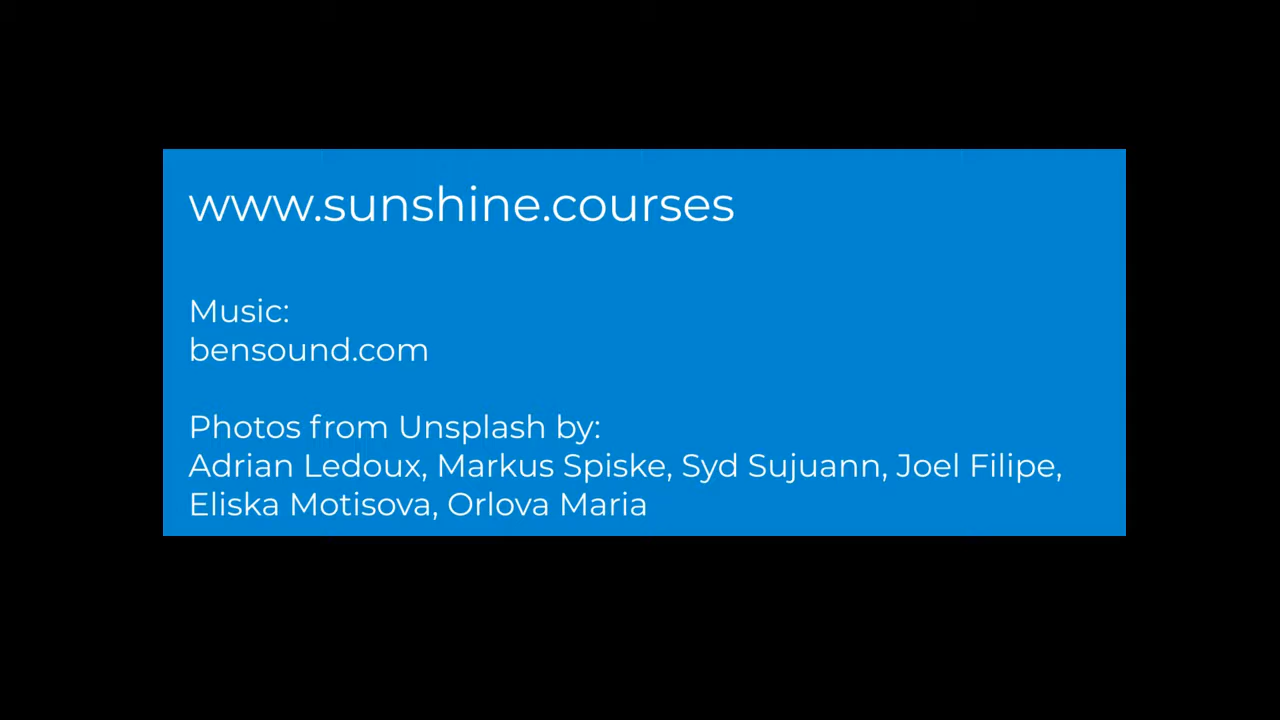 www.sunshine.courses
Music:
bensound.com
Photos from Unsplash by:
Adrian Ledoux, Markus Spiske, Syd Sujuann, Joel Filipe,
Eliska Motisova, Orlova Maria